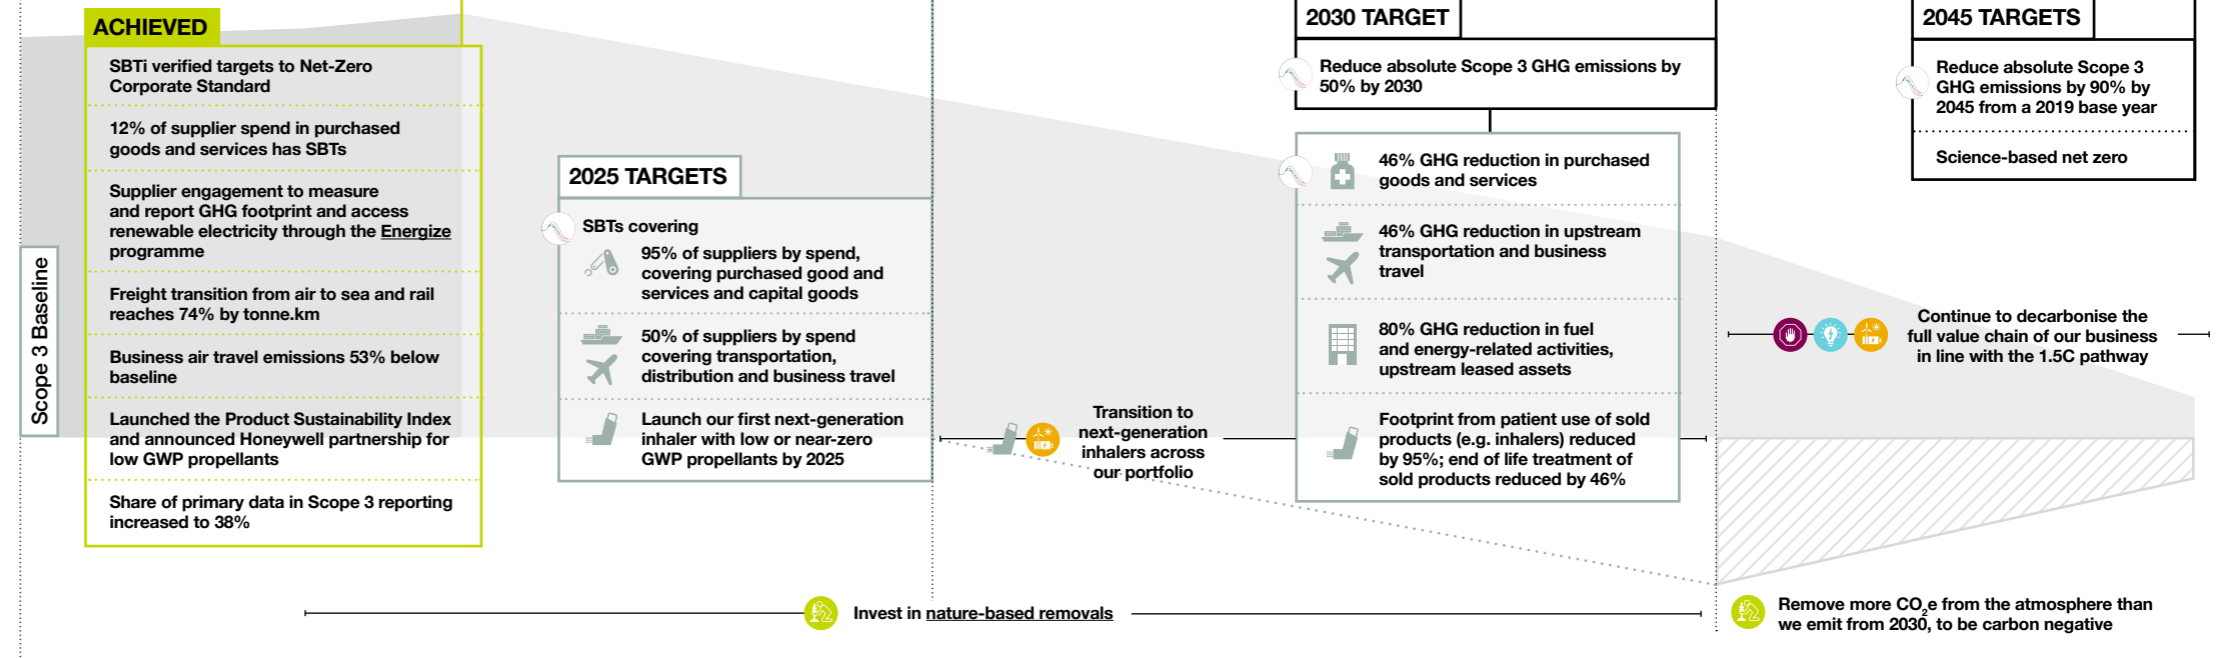 Scope 3 Baseline
ACHIEVED
SBTi verified targets to Net-Zero
Corporate Standard
12% of supplier spend in purchased
goods and services has SBTs
Supplier engagement to measure
and report GHG footprint and access
renewable electricity through the Energize
programme
Freight transition from air to sea and rail
reaches 74% by tonne.km
Business air travel emissions 53% below
baseline
Launched the Product Sustainability Index
and announced Honeywell partnership for
low GWP propellants
Share of primary data in Scope 3 reporting
increased to 38%
2025 TARGETS
SBTs covering
95% of suppliers by spend,
covering purchased good and
services and capital goods
50% of suppliers by spend
covering transportation,
distribution and business travel
Launch our first next-generation
inhaler with low or near-zero
GWP propellants by 2025
Transition to
next-generation
inhalers across
our portfolio
2030 TARGET
Reduce absolute Scope 3 GHG emissions by
50% by 2030
46% GHG reduction in purchased
goods and services
46% GHG reduction in upstream
transportation and business
travel
80% GHG reduction in fuel
and energy-related activities,
upstream leased assets
Footprint from patient use of sold
products (e.g. inhalers) reduced
by 95%; end of life treatment of
sold products reduced by 46%
2045 TARGETS
Reduce absolute Scope 3
GHG emissions by 90% by
2045 from a 2019 base year
Science-based net zero
Continue to decarbonise the
full value chain of our business
in line with the 1.5C pathway
Invest in nature-based removals
Remove more CO₂e from the atmosphere than
we emit from 2030, to be carbon negative